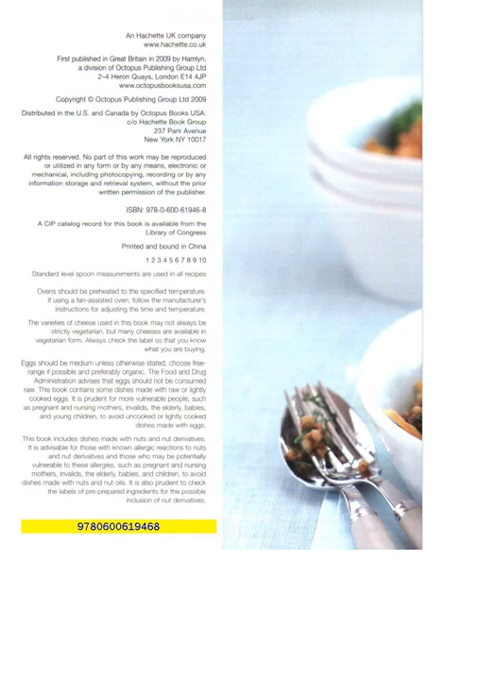 An Hachette UK company
www.hachette.co.uk
First published in Great Britain in 2009 by Hamlyn,
a division of Octopus Publishing Group Ltd
2–4 Heron Quays, London E14 4JP
www.octopusbooksusa.com
Copyright © Octopus Publishing Group Ltd 2009
Distributed in the U.S. and Canada by Octopus Books USA:
c/o Hachette Book Group
237 Park Avenue
New York NY 10017
All rights reserved. No part of this work may be reproduced
or utilized in any form or by any means, electronic or
mechanical, including photocopying, recording or by any
information storage and retrieval system, without the prior
written permission of the publisher.
ISBN: 978-0-600-61946-8
A CIP catalog record for this book is available from the
Library of Congress
Printed and bound in China
1 2 3 4 5 6 7 8 9 10
Standard level spoon measurements are used in all recipes
Ovens should be preheated to the specified temperature.
If using a fan-assisted oven, follow the manufacturer's
instructions for adjusting the time and temperature.
The varieties of cheese used in this book may not always be
strictly vegetarian, but many cheeses are available in
vegetarian form. Always check the label so that you know
what you are buying.
Eggs should be medium unless otherwise stated; choose free-
range if possible and preferably organic. The Food and Drug
Administration advises that eggs should not be consumed
raw. This book contains some dishes made with raw or lightly
cooked eggs. It is prudent for more vulnerable people, such
as pregnant and nursing mothers, invalids, the elderly, babies,
and young children, to avoid uncooked or lightly cooked
dishes made with eggs.
This book includes dishes made with nuts and nut derivatives.
It is advisable for those with known allergic reactions to nuts
and nut derivatives and those who may be potentially
vulnerable to these allergies, such as pregnant and nursing
mothers, invalids, the elderly, babies, and children, to avoid
dishes made with nuts and nut oils. It is also prudent to check
the labels of pre-prepared ingredients for the possible
inclusion of nut derivatives.
9780600619468